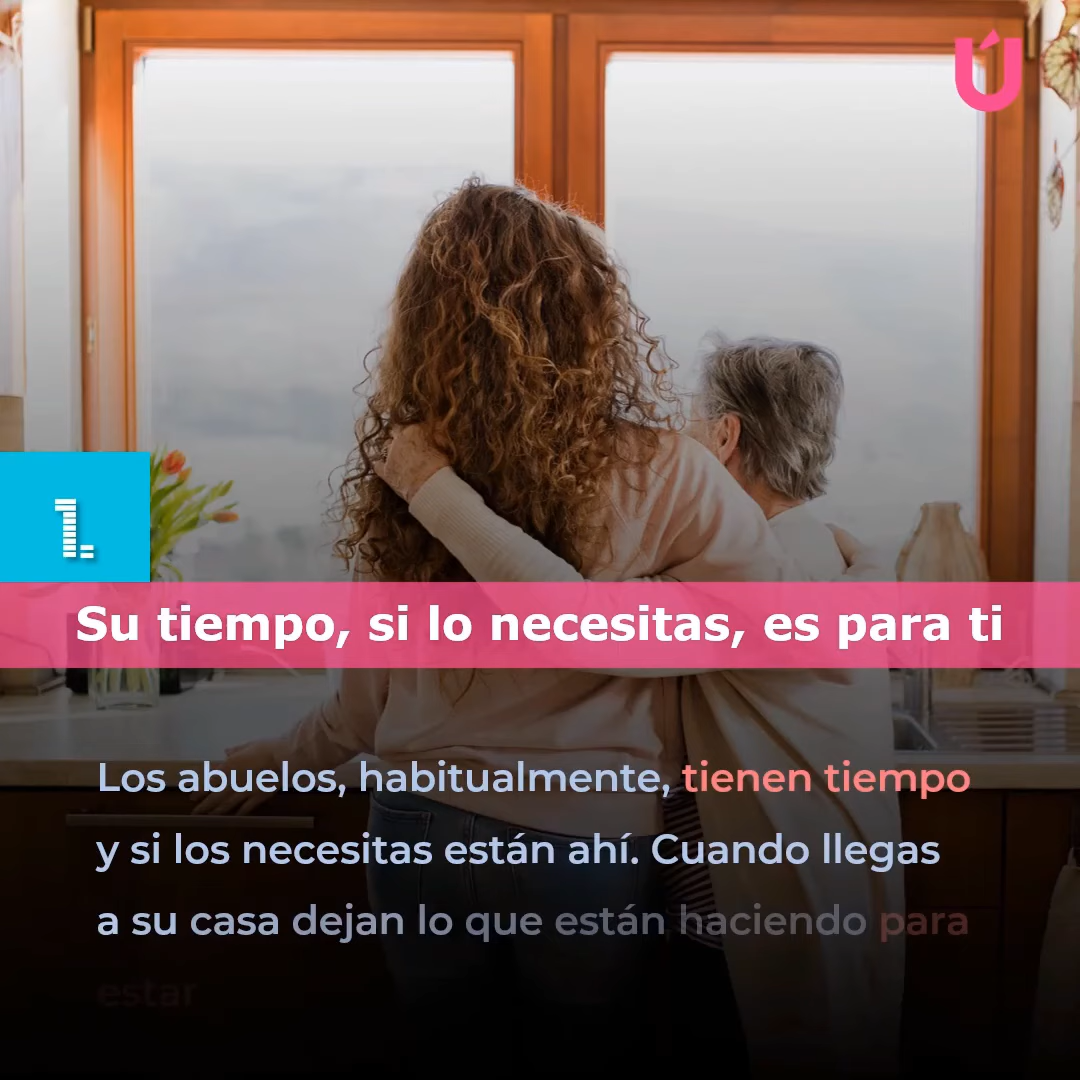 Ú
1.
Su tiempo, si lo necesitas, es para ti
Los abuelos, habitualmente, tienen tiempo
y si los necesitas están ahí. Cuando llegas
a su casa dejan lo que están haciendo para
estar